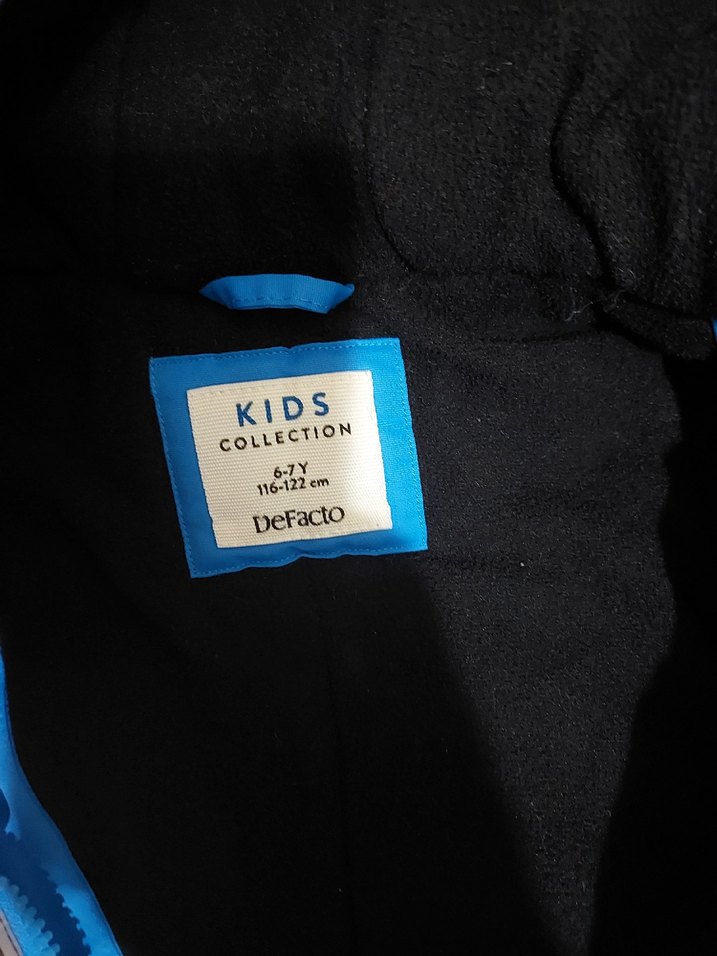 KIDS
COLLECTION
6-7 Y
116-122 cm
DeFacto